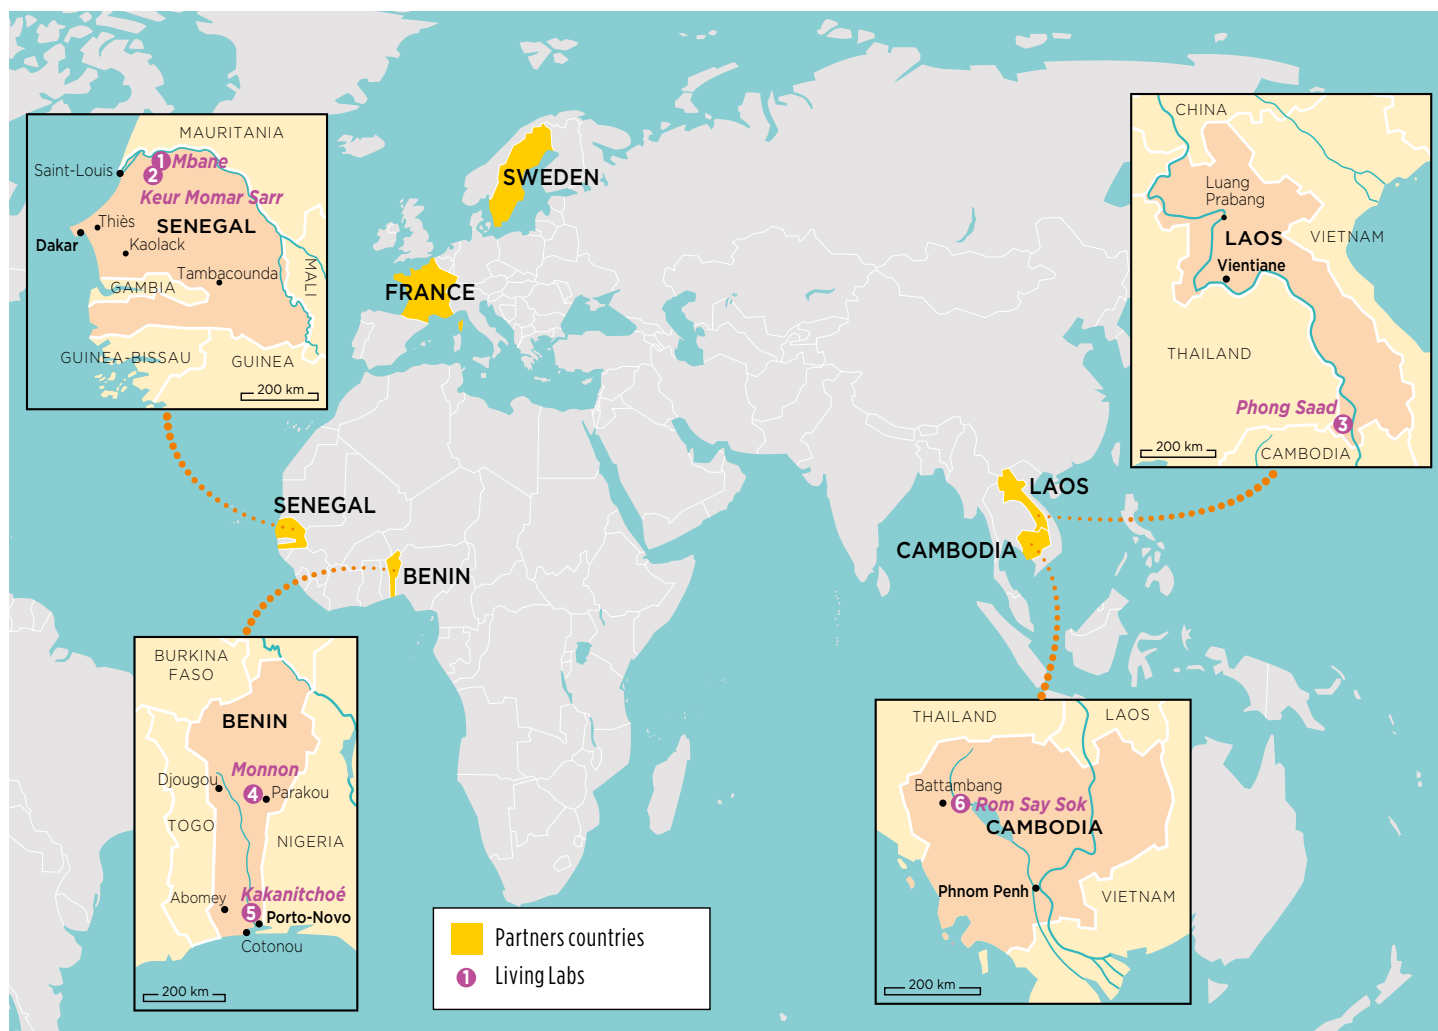 MAURITANIA
Saint-Louis
1 Mbane
2
Keur Momar Sarr
Thiès
SENEGAL
Dakar
Kaolack
Tambacounda
MALI
GAMBIA
GUINEA-BISSAU
GUINEA
200 km
SWEDEN
FRANCE
CHINA
Luang
Prabang
LAOS
VIETNAM
Vientiane
THAILAND
Phong Saad
3
200 km
CAMBODIA
SENEGAL
BENIN
LAOS
CAMBODIA
BURKINA
FASO
BENIN
Monnon
Djougou
4
Parakou
TOGO
NIGERIA
Kakanitchoé
Abomey
5
Porto-Novo
Cotonou
200 km
Partners countries
1 Living Labs
THAILAND
LAOS
Battambang
6 Rom Say Sok
CAMBODIA
Phnom Penh
VIETNAM
200 km